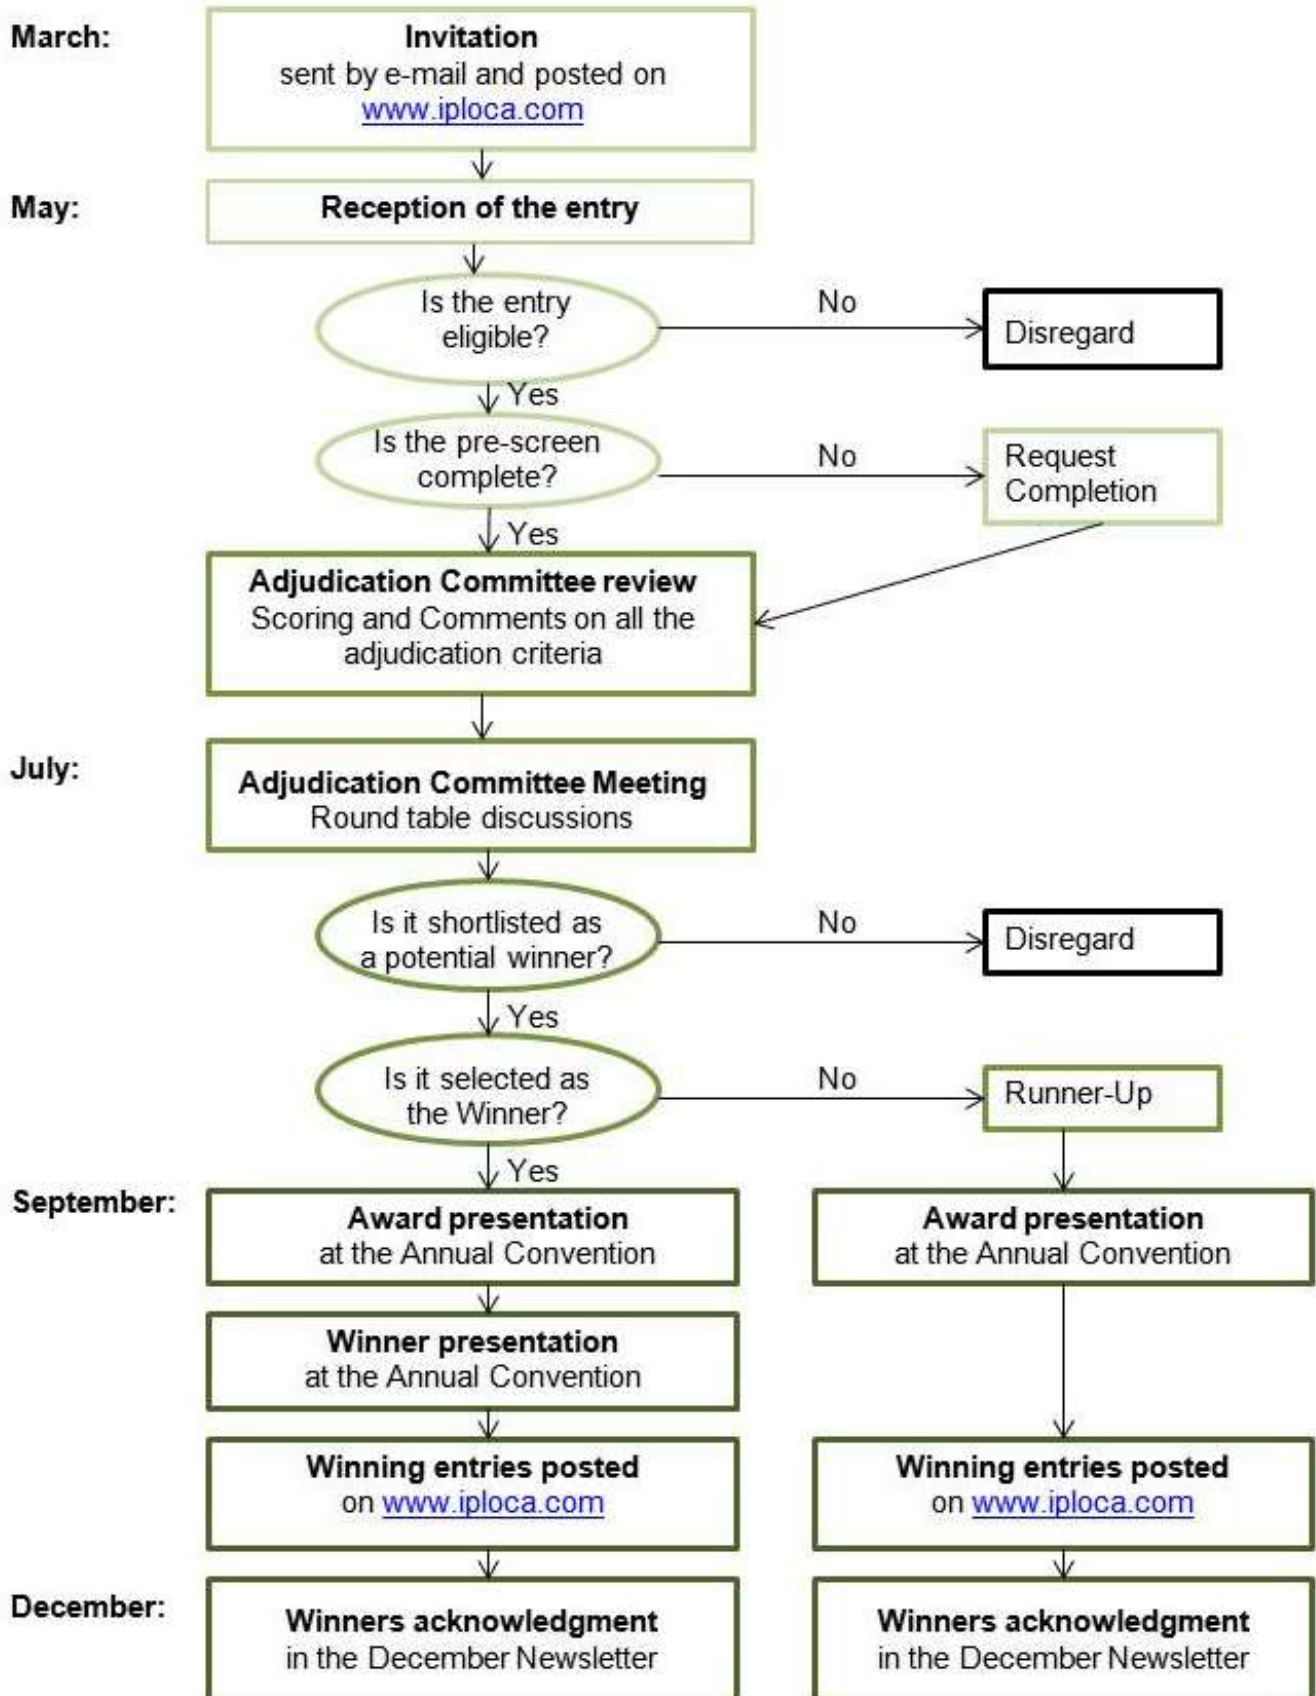 March:
Invitation
sent by e-mail and posted on
www.iploca.com
May:
Reception of the entry
Is the entry
eligible?
No
Disregard
Yes
Is the pre-screen
complete?
No
Request
Completion
Yes
Adjudication Committee review
Scoring and Comments on all the
adjudication criteria
July:
Adjudication Committee Meeting
Round table discussions
Is it shortlisted as
a potential winner?
No
Disregard
Yes
Is it selected as
the Winner?
No
Runner-Up
Yes
September:
Award presentation
at the Annual Convention
Award presentation
at the Annual Convention
Winner presentation
at the Annual Convention
Winning entries posted
on www.iploca.com
Winning entries posted
on www.iploca.com
December:
Winners acknowledgment
in the December Newsletter
Winners acknowledgment
in the December Newsletter